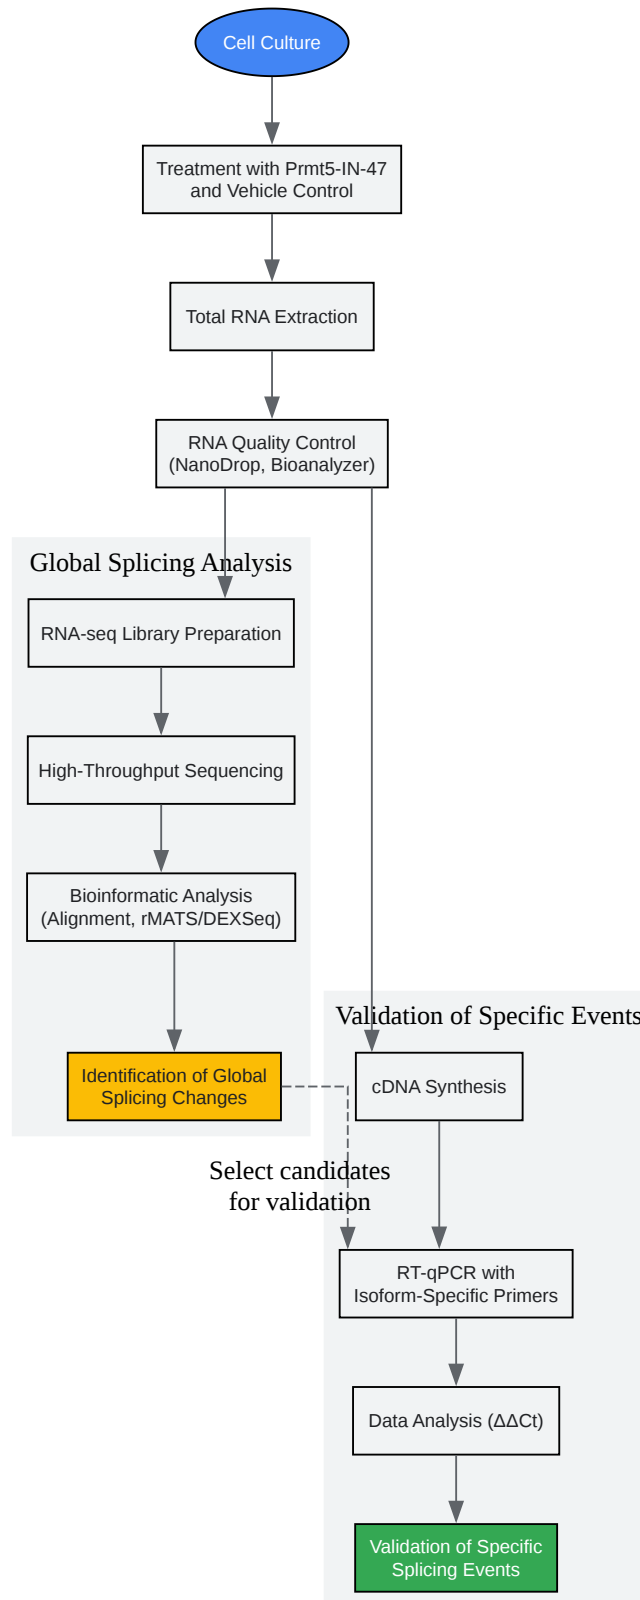 Cell Culture
Treatment with Prmt5-IN-47
and Vehicle Control
Total RNA Extraction
RNA Quality Control
(NanoDrop, Bioanalyzer)
Global Splicing Analysis
RNA-seq Library Preparation
High-Throughput Sequencing
Bioinformatic Analysis
(Alignment, rMATS/DEXSeq)
Identification of Global
Splicing Changes
Validation of Specific Events
cDNA Synthesis
Select candidates
for validation
RT-qPCR with
Isoform-Specific Primers
Data Analysis (ΔΔCt)
Validation of Specific
Splicing Events